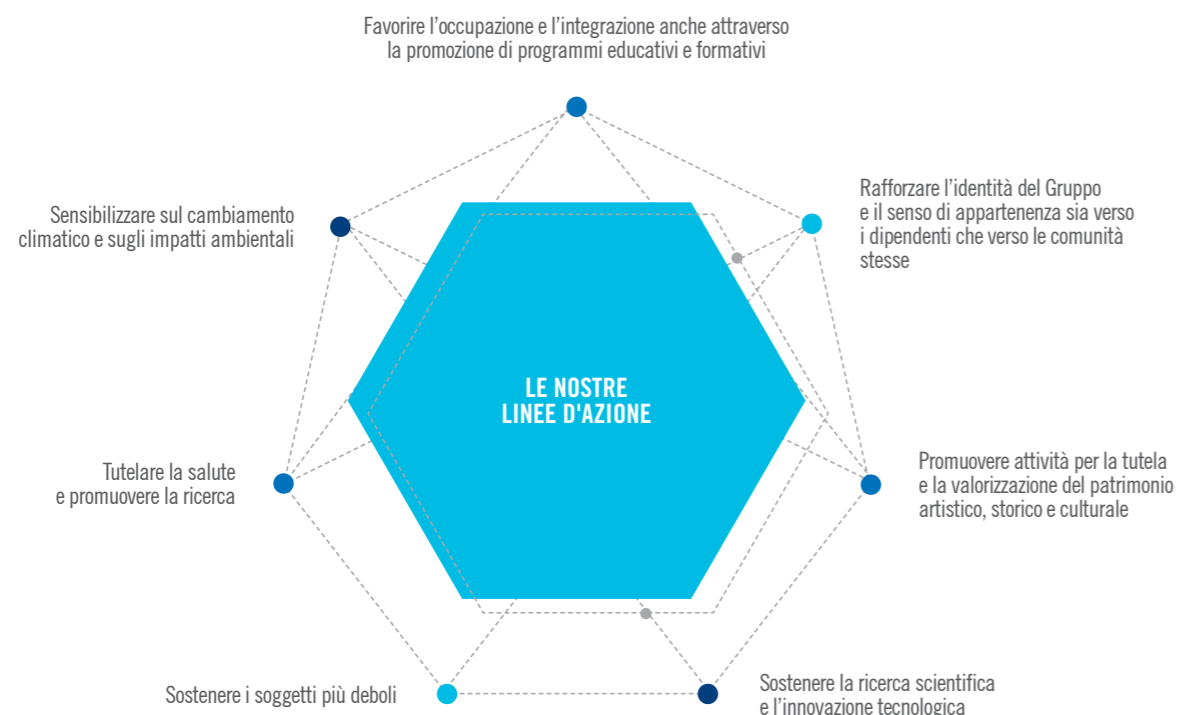 Favorire l’occupazione e l’integrazione anche attraverso
la promozione di programmi educativi e formativi
Rafforzare l’identità del Gruppo
e il senso di appartenenza sia verso
i dipendenti che verso le comunità
stesse
Sensibilizzare sul cambiamento
climatico e sugli impatti ambientali
LE NOSTRE
LINEE D'AZIONE
Tutelare la salute
e promuovere la ricerca
Promuovere attività per la tutela
e la valorizzazione del patrimonio
artistico, storico e culturale
Sostenere i soggetti più deboli
Sostenere la ricerca scientifica
e l’innovazione tecnologica